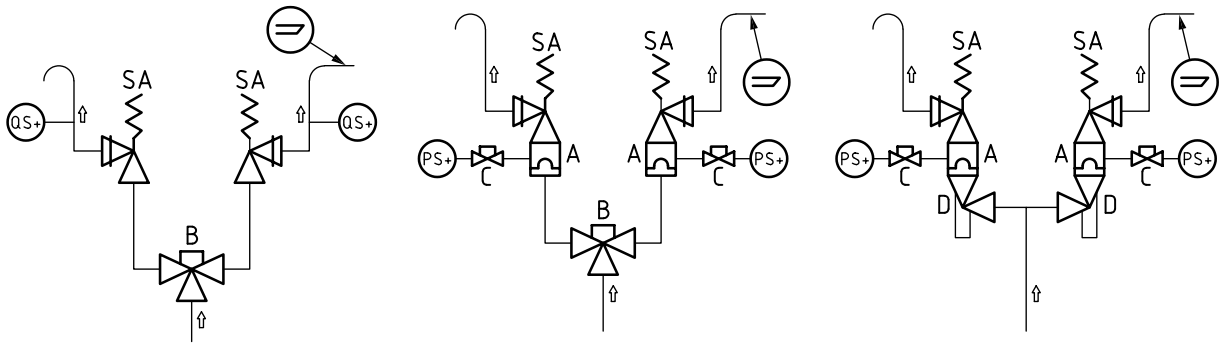 SA SA SA SA SA SA
QS+ QS+
PS+ A A PS+ PS+ A A PS+
C C C C
B B D D